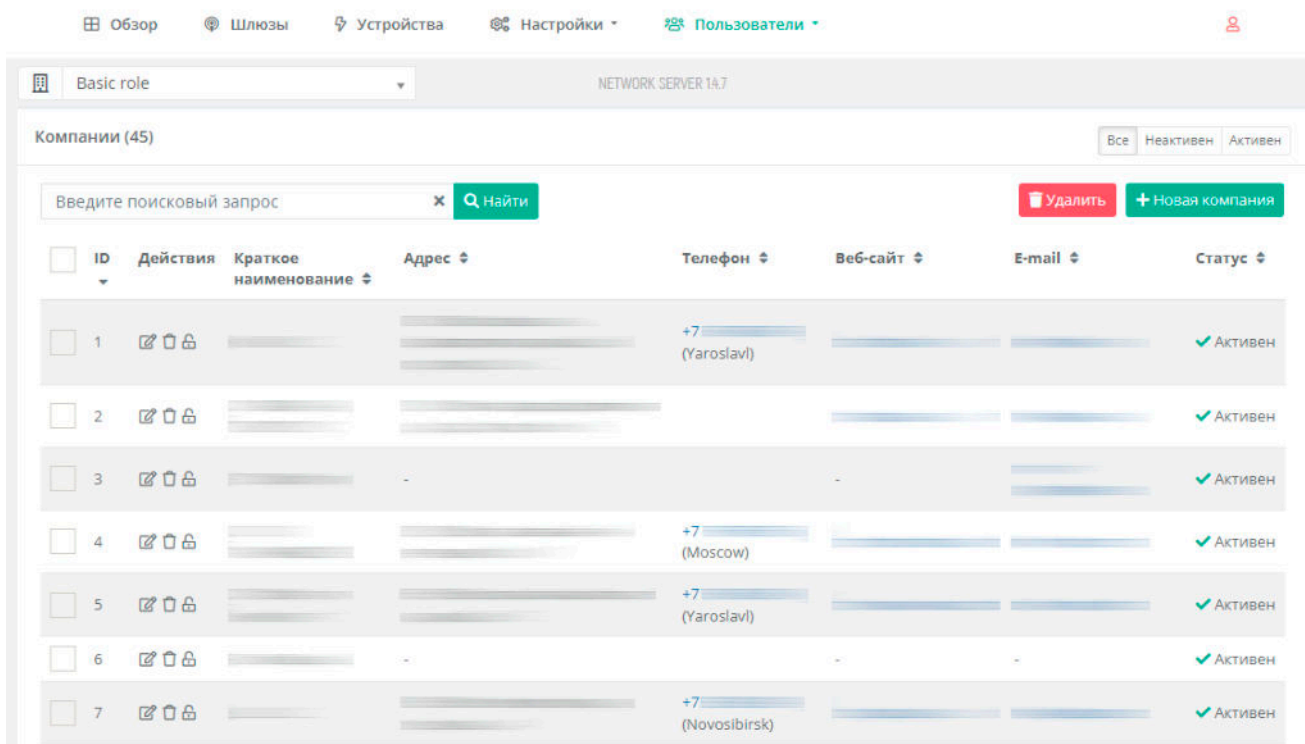 Обзор Шлюзы Устройства Настройки Пользователи
Basic role NETWORK SERVER 1.4.7
Компании (45) Все Неактивен Активен
Введите поисковый запрос × Найти Удалить + Новая компания
ID Действия Краткое наименование Адрес Телефон Веб-сайт E-mail Статус
1 +7 (Yaroslavl) Активен
2 Активен
3 - - Активен
4 +7 (Moscow) Активен
5 +7 (Yaroslavl) Активен
6 - - - Активен
7 +7 (Novosibirsk) Активен